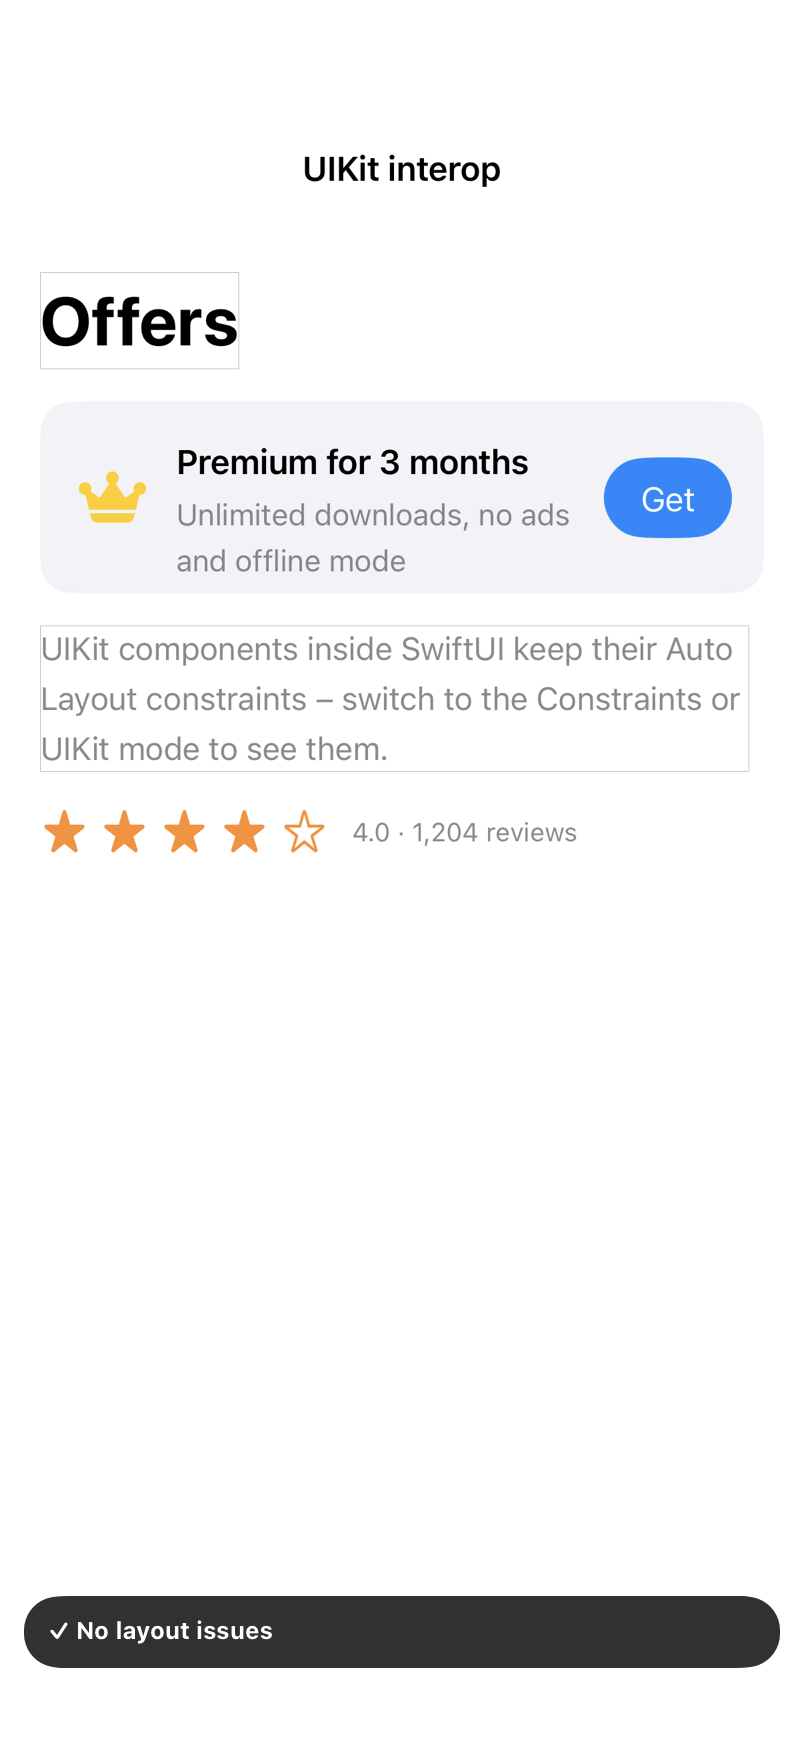 UIKit interop
Offers
Premium for 3 months
Unlimited downloads, no ads
and offline mode
Get
UIKit components inside SwiftUI keep their Auto
Layout constraints – switch to the Constraints or
UIKit mode to see them.
4.0 · 1,204 reviews
✓ No layout issues